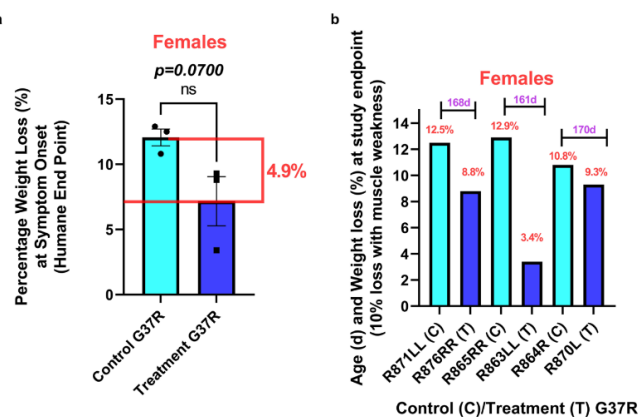 a
Females
p=0.0700
ns
15
10
5
0
4.9%
Percentage Weight Loss (%)
at Symptom Onset
(Humane End Point)
Control G37R
Treatment G37R
b
Females
168d
161d
170d
12.5%
8.8%
12.9%
3.4%
10.8%
9.3%
14
12
10
8
6
4
2
0
Age (d) and Weight loss (%) at study endpoint
(10% loss with muscle weakness)
R871LL (C)
R876RR (T)
R865RR (C)
R863LL (T)
R864R (C)
R870L (T)
Control (C)/Treatment (T) G37R